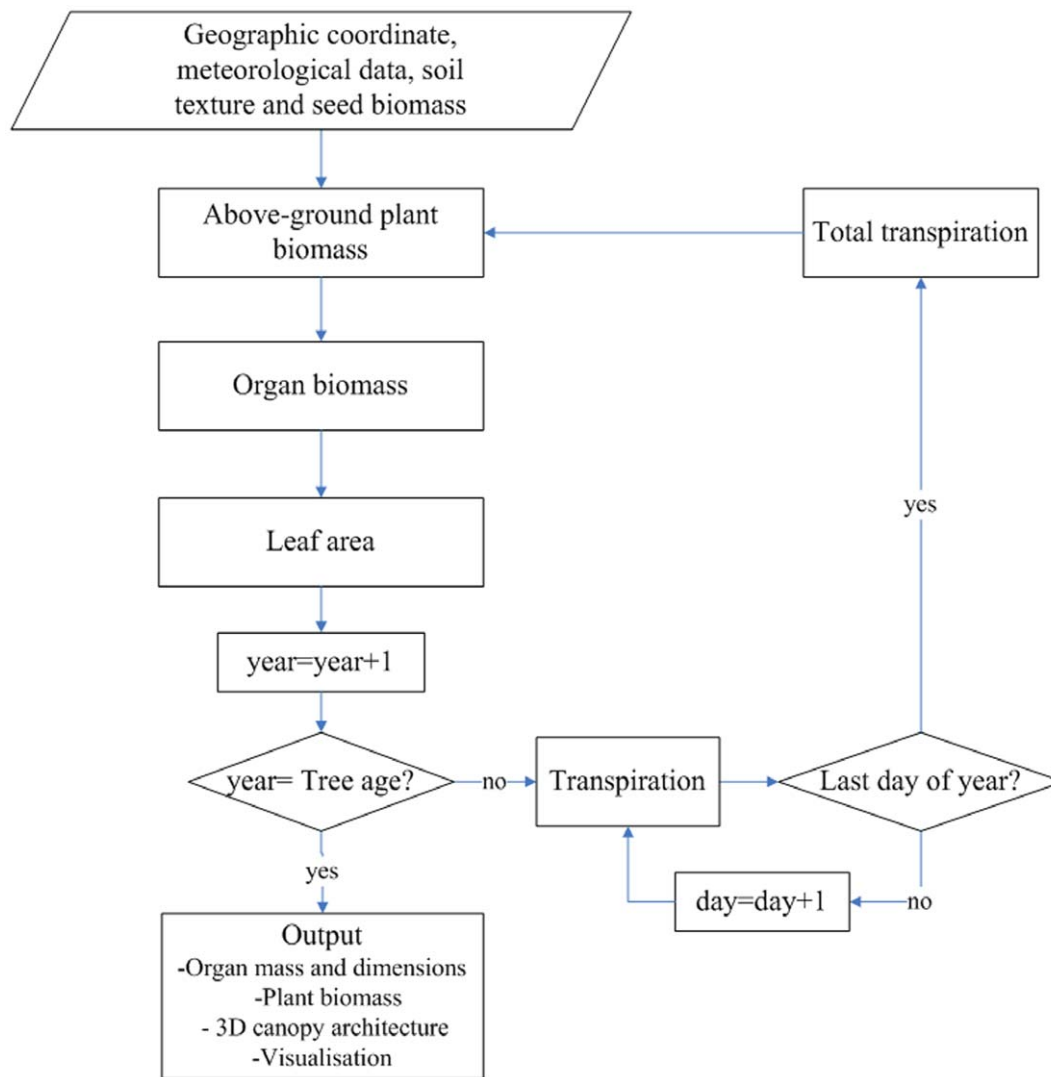 Geographic coordinate,
meteorological data, soil
texture and seed biomass
Above-ground plant
biomass
Total transpiration
Organ biomass
Leaf area
yes
year=year+1
year= Tree age?
no
Transpiration
Last day of year?
yes
day=day+1
no
Output
-Organ mass and dimensions
-Plant biomass
- 3D canopy architecture
-Visualisation